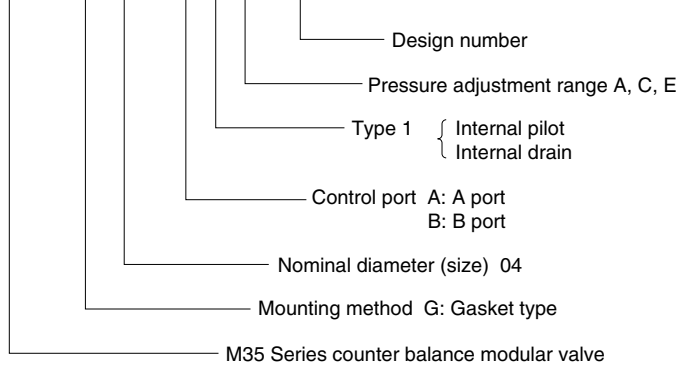 Design number
Pressure adjustment range A, C, E
Type 1 { Internal pilot
Internal drain
Control port A: A port
B: B port
Nominal diameter (size) 04
Mounting method G: Gasket type
M35 Series counter balance modular valve